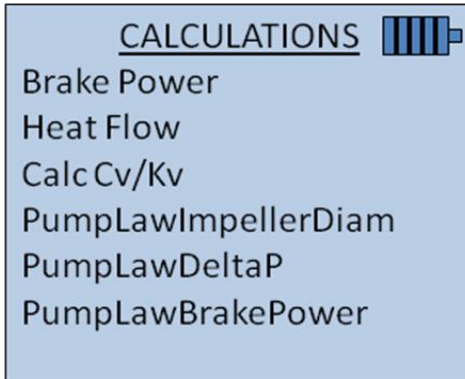 CALCULATIONS
Brake Power
Heat Flow
Calc Cv/Kv
PumpLawImpellerDiam
PumpLawDeltaP
PumpLawBrakePower